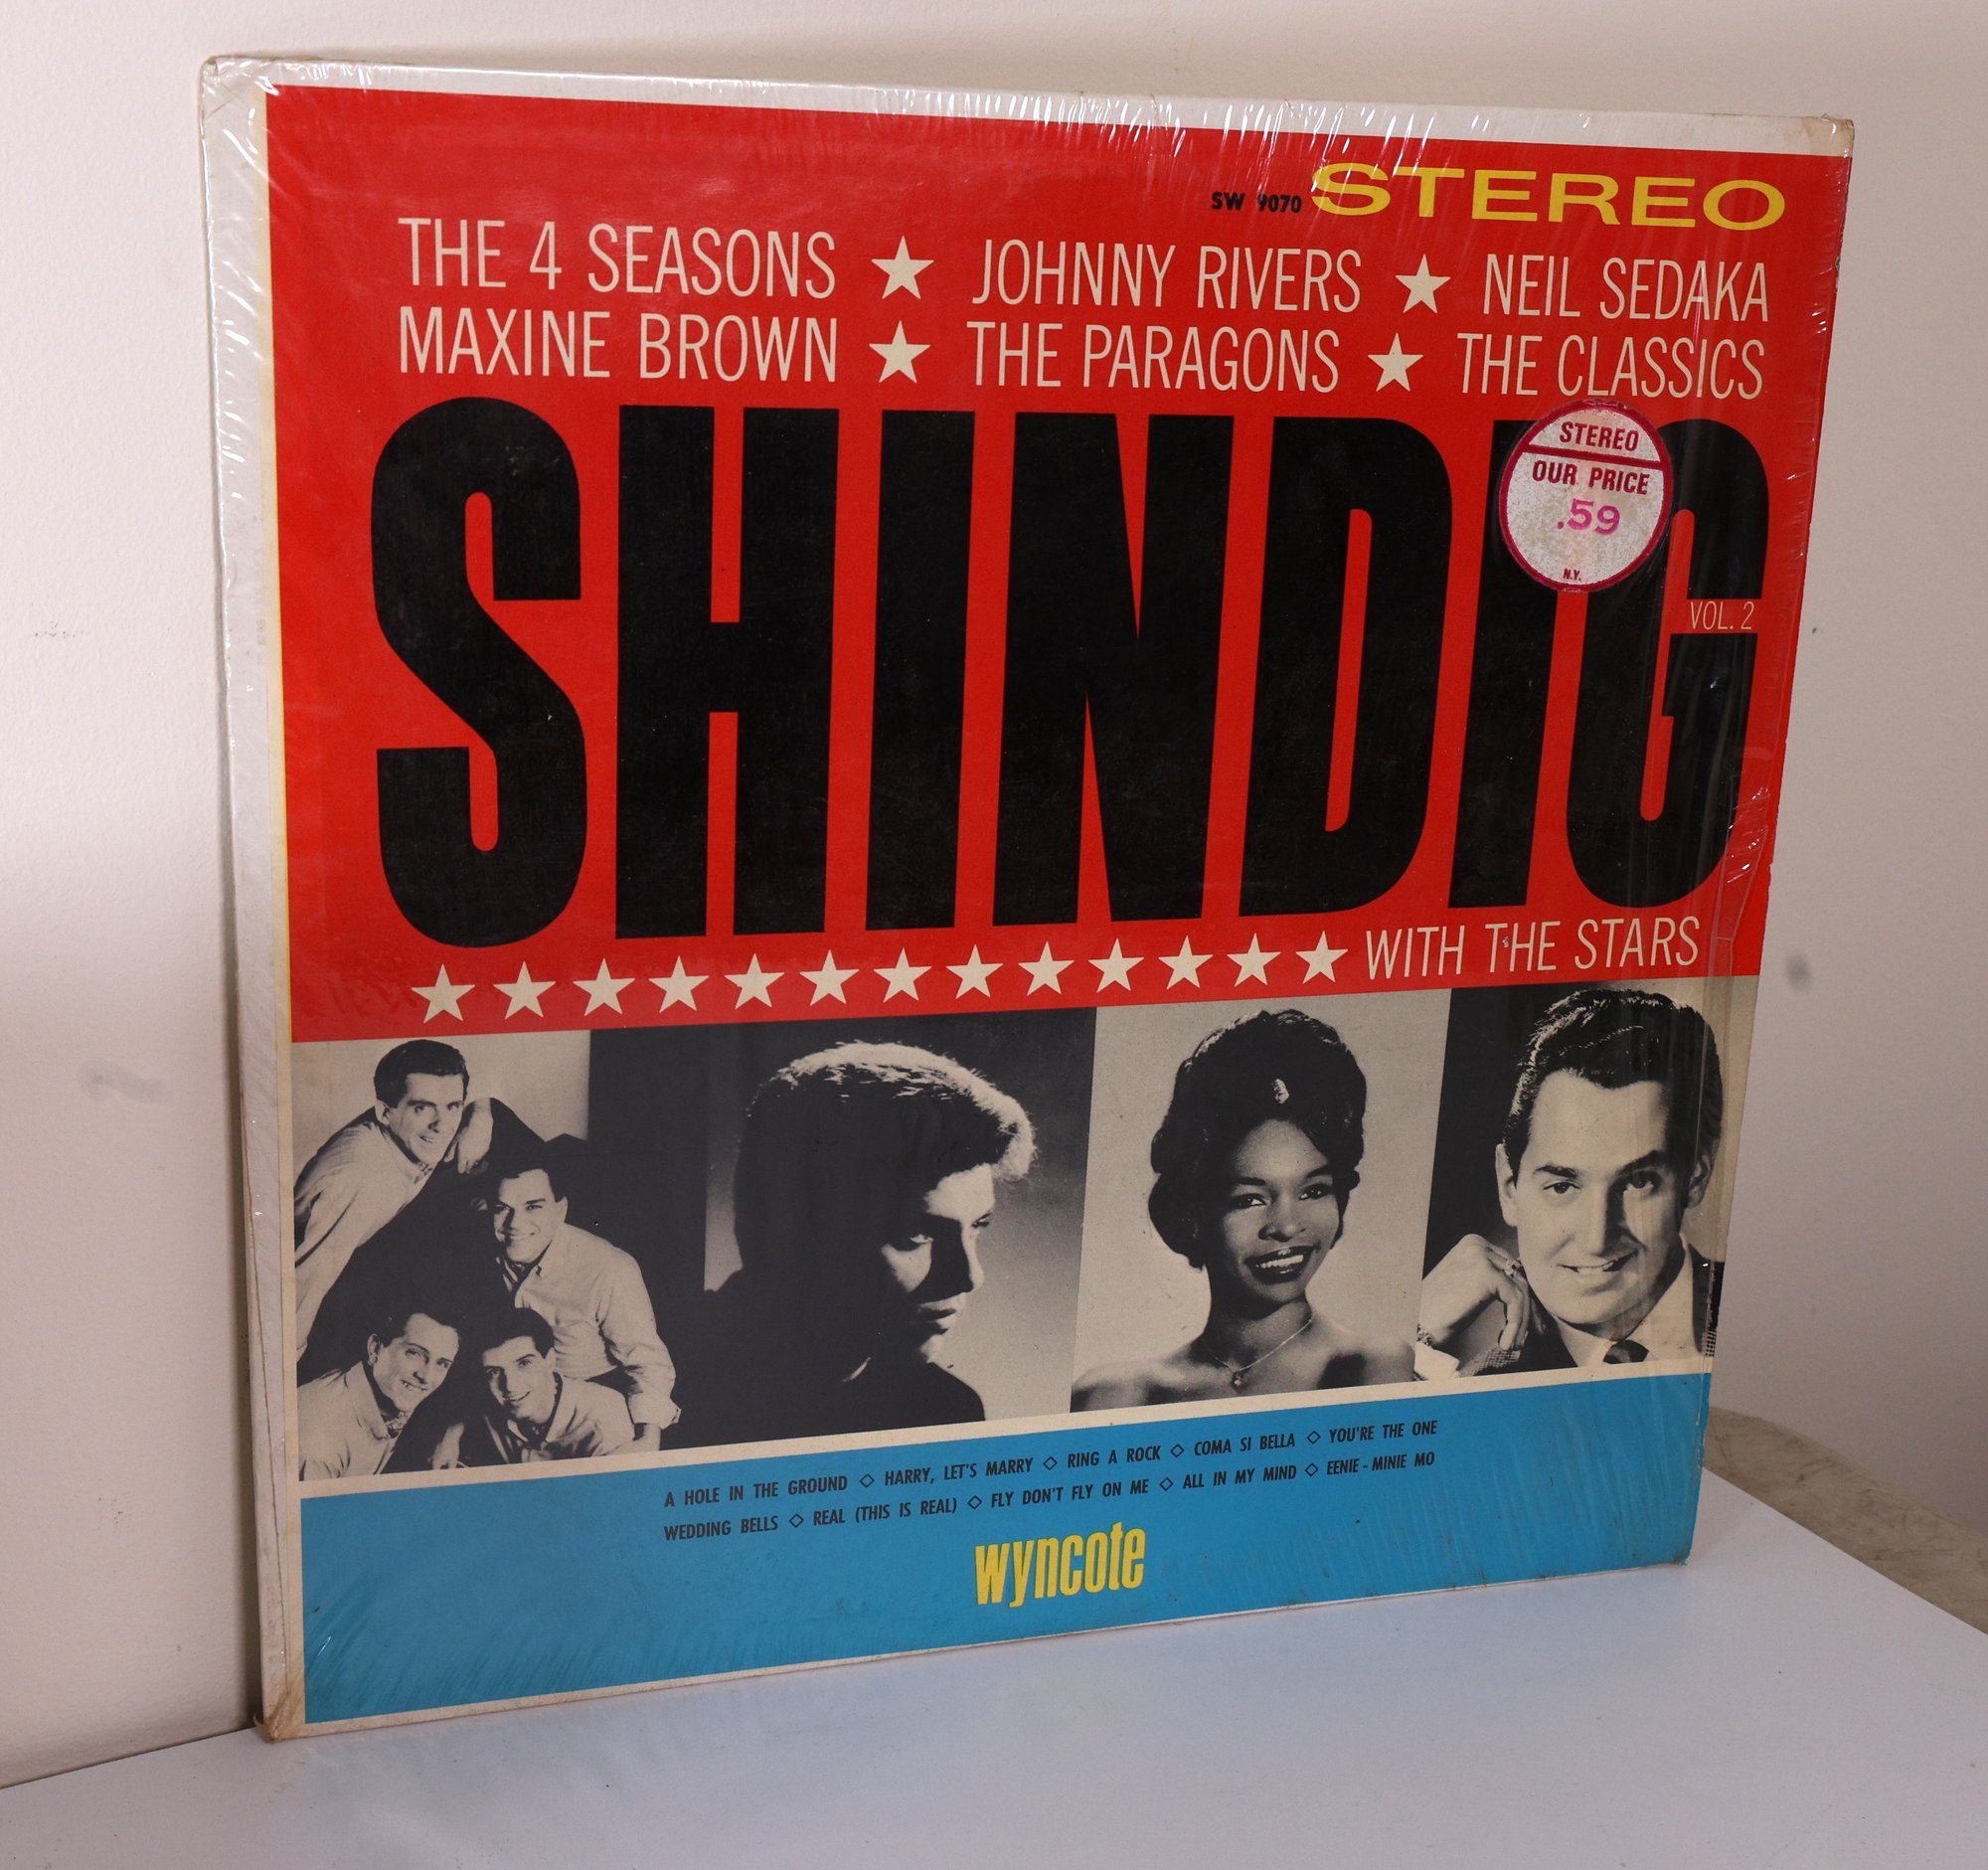 SW 9070 STEREO
THE 4 SEASONS ★ JOHNNY RIVERS ★ NEIL SEDAKA
MAXINE BROWN ★ THE PARAGONS ★ THE CLASSICS
SHINDIG
STEREO
OUR PRICE
.59
N.Y.
VOL. 2
WITH THE STARS
A HOLE IN THE GROUND ◇ HARRY, LET'S MARRY ◇ RING A ROCK ◇ COMA SI BELLA ◇ YOU'RE THE ONE
WEDDING BELLS ◇ REAL (THIS IS REAL) ◇ FLY DON'T FLY ON ME ◇ ALL IN MY MIND ◇ EENIE-MINIE MO
wyncote